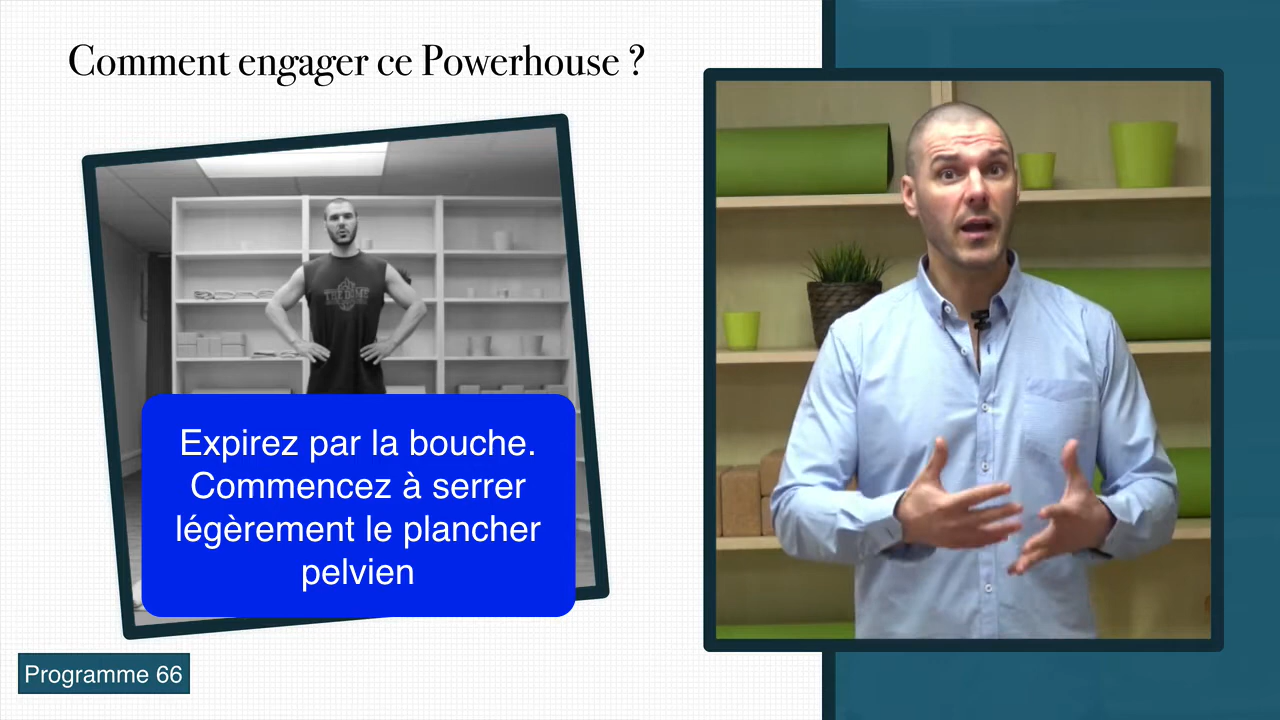 Comment engager ce Powerhouse ?
Expirez par la bouche.
Commencez à serrer
légèrement le plancher
pelvien
Programme 66